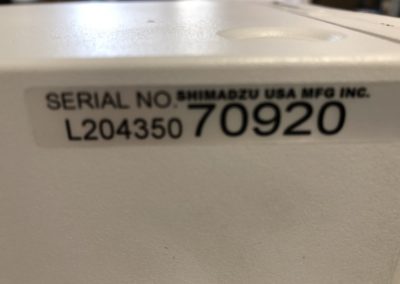 SERIAL NO. SHIMADZU USA MFG INC.
L204350 70920